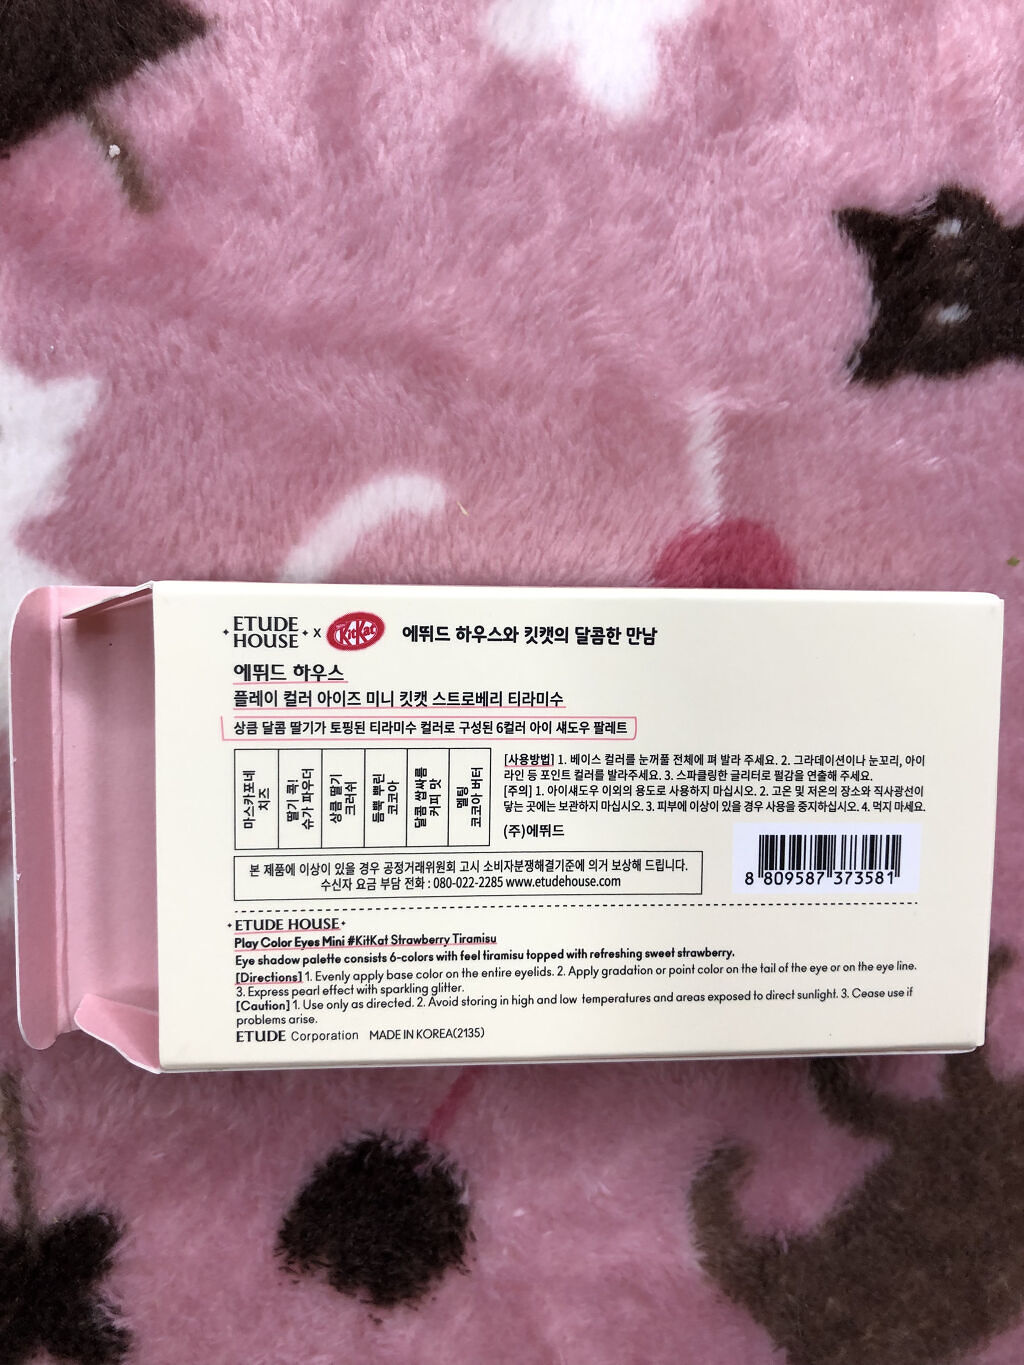 ETUDE
HOUSE x KitKat 에뛰드 하우스와 킷캣의 달콤한 만남
에뛰드 하우스
플레이 컬러 아이즈 미니 킷캣 스트로베리 티라미수
상큼 달콤 딸기가 토핑된 티라미수 컬러로 구성된 6컬러 아이 섀도우 팔레트
마스카포네
치즈
딸기 콕!
슈가 파우더
상큼 딸기
크러쉬
듬뿍 뿌린
코코아
달콤 쌉싸름
커피 맛
멜팅
코코아 버터
[사용방법] 1. 베이스 컬러를 눈꺼풀 전체에 펴 발라 주세요. 2. 그라데이션이나 눈꼬리, 아이
라인 등 포인트 컬러를 발라주세요. 3. 스파클링한 글리터로 펄감을 연출해 주세요.
[주의] 1. 아이섀도우 이외의 용도로 사용하지 마십시오. 2. 고온 및 저온의 장소와 직사광선이
닿는 곳에는 보관하지 마십시오. 3. 피부에 이상이 있을 경우 사용을 중지하십시오. 4. 먹지 마세요.
(주)에뛰드
본 제품에 이상이 있을 경우 공정거래위원회 고시 소비자분쟁해결기준에 의거 보상해 드립니다.
수신자 요금 부담 전화 : 080-022-2285 www.etudehouse.com
8 809587 373581
ETUDE HOUSE
Play Color Eyes Mini #KitKat Strawberry Tiramisu
Eye shadow palette consists 6-colors with feel tiramisu topped with refreshing sweet strawberry.
[Directions] 1. Evenly apply base color on the entire eyelids. 2. Apply gradation or point color on the tail of the eye or on the eye line.
3. Express pearl effect with sparkling glitter.
[Caution] 1. Use only as directed. 2. Avoid storing in high and low temperatures and areas exposed to direct sunlight. 3. Cease use if
problems arise.
ETUDE Corporation MADE IN KOREA(2135)